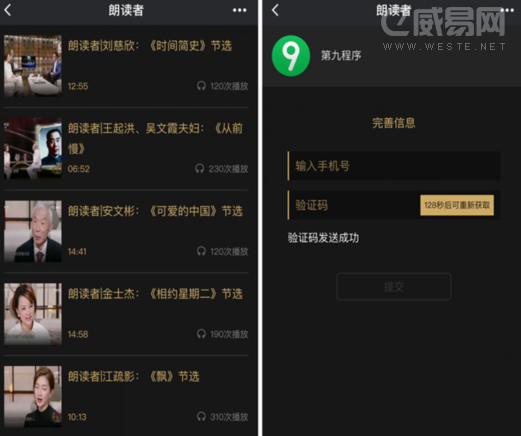 朗读者
朗读者|刘慈欣：《时间简史》节选
12:55
120次播放
朗读者|王起洪、吴文霞夫妇：《从前
慢》
06:52
230次播放
朗读者|安文彬：《可爱的中国》节选
14:41
120次播放
朗读者|金士杰：《相约星期二》节选
14:58
190次播放
朗读者|江疏影：《飘》节选
10:13
310次播放
朗读者
e威易网
WWW.WESTE.NET
9
第九程序
完善信息
输入手机号
验证码
128秒后可重新获取
验证码发送成功
提交